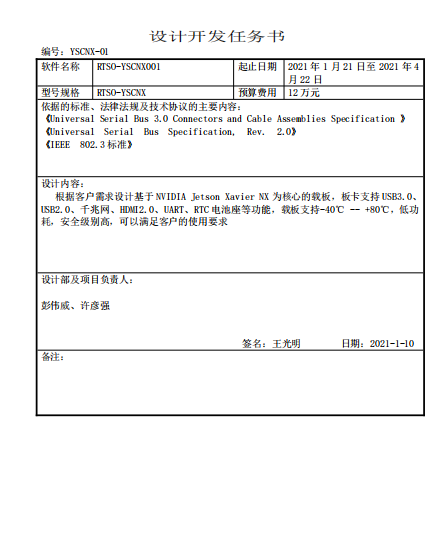 设计开发任务书
编号：YSCNX-01
软件名称 RTSO-YSCNX001 起止日期 2021 年 1 月 21 日至 2021 年 4
月 22 日
型号规格 RTSO-YSCNX 预算费用 12 万元
依据的标准、法律法规及技术协议的主要内容：
《Universal Serial Bus 3.0 Connectors and Cable Assemblies Specification 》
《Universal Serial Bus Specification, Rev. 2.0》
《IEEE 802.3 标准》
设计内容：
根据客户需求设计基于 NVIDIA Jetson Xavier NX 为核心的载板，板卡支持 USB3.0、
USB2.0、千兆网、HDMI2.0、UART、RTC 电池座等功能，载板支持-40℃ -- +80℃，低功
耗，安全级别高，可以满足客户的使用要求
设计部及项目负责人：
彭伟威、许彦强
签名：王光明 日期：2021-1-10
备注：